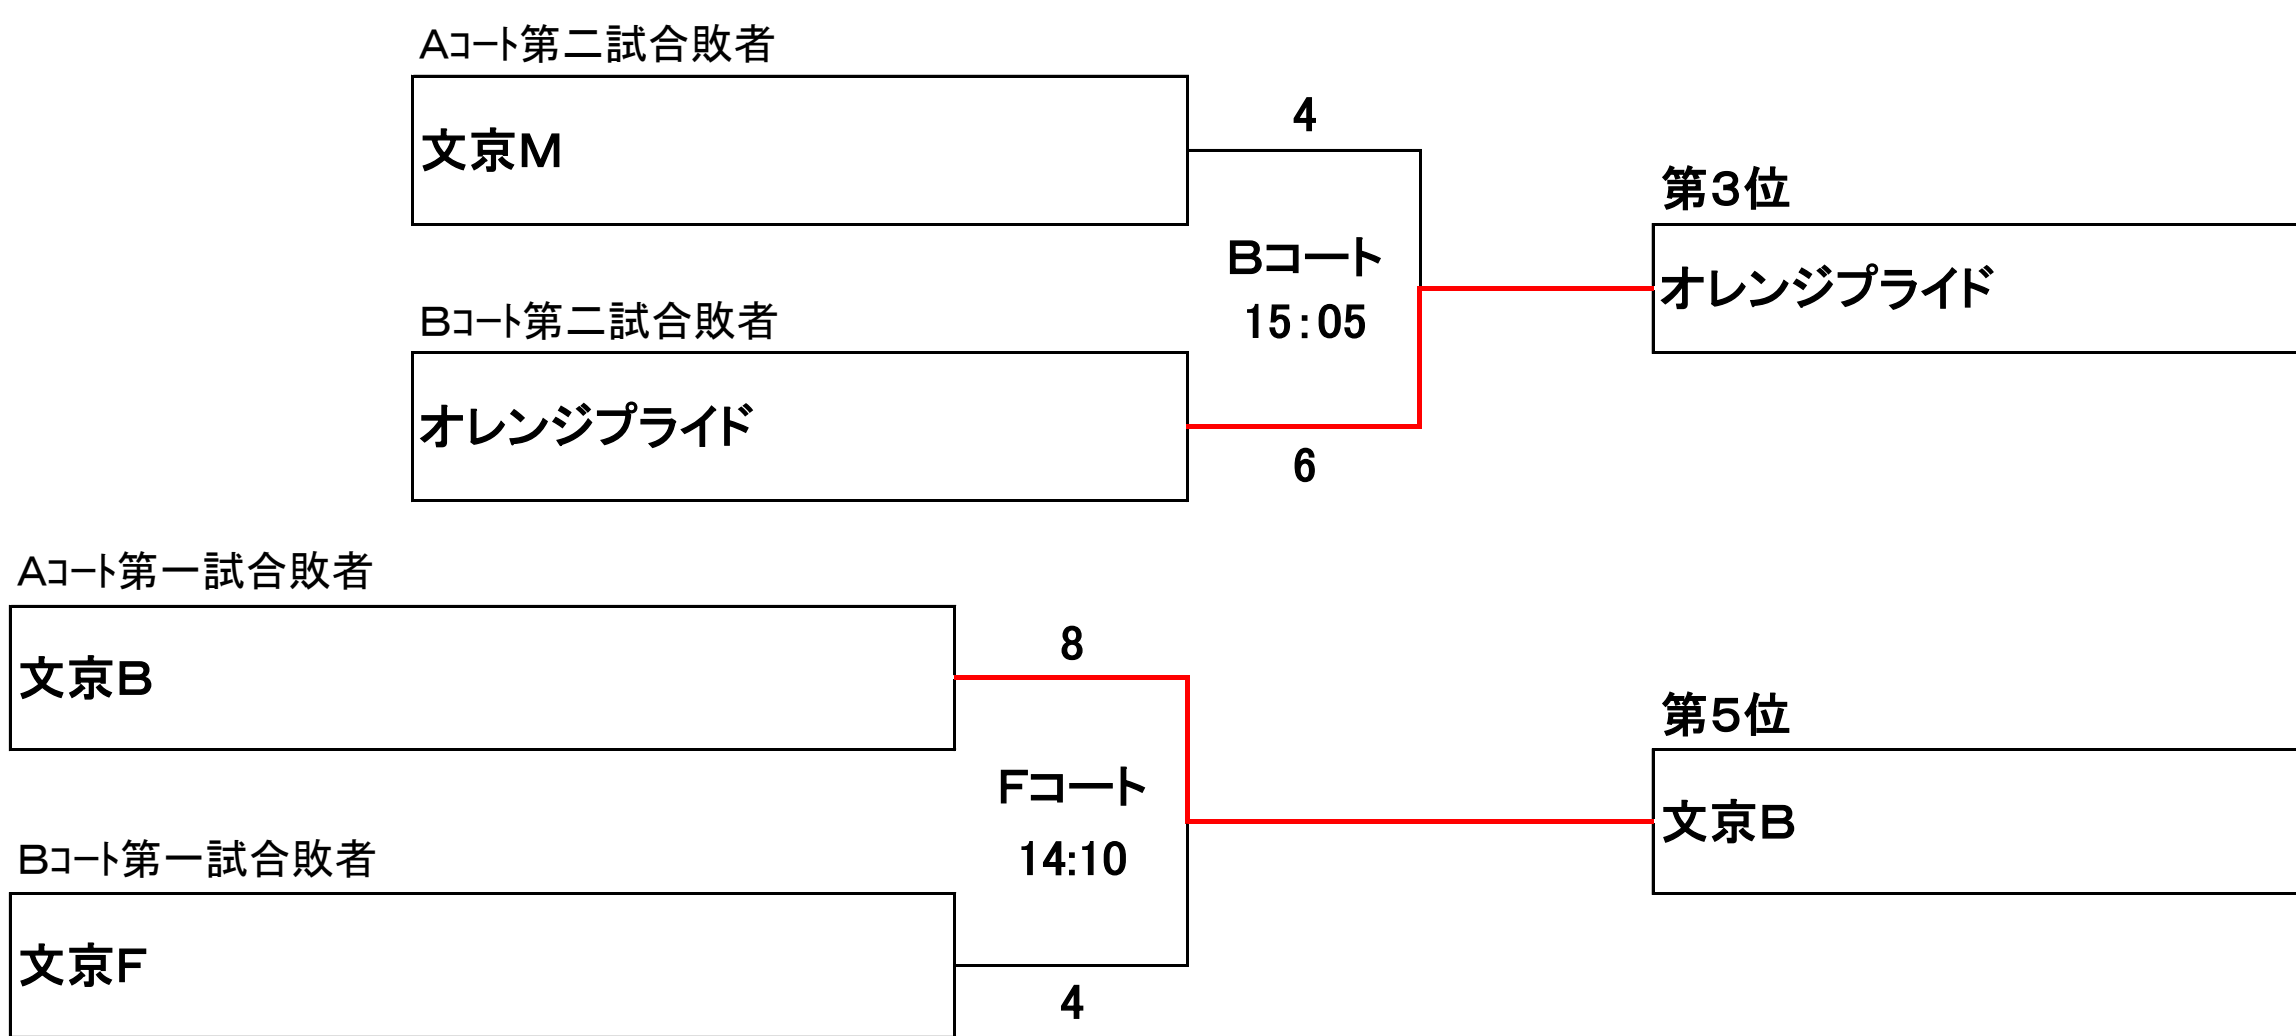 Aコート第二試合敗者
文京M
4
Bコート
15:05
第3位
オレンジプライド
Bコート第二試合敗者
オレンジプライド
6
Aコート第一試合敗者
文京B
8
Fコート
14:10
第5位
文京B
Bコート第一試合敗者
文京F
4